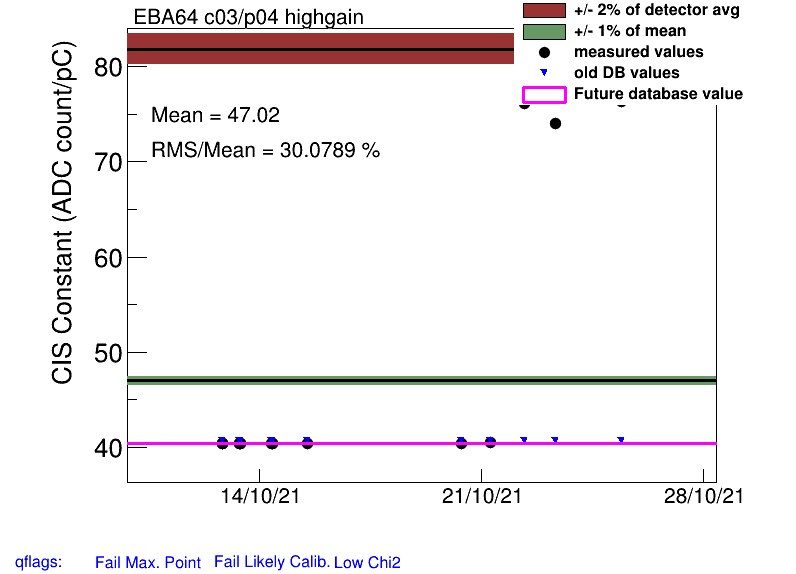 EBA64 c03/p04 highgain
+/- 2% of detector avg
+/- 1% of mean
measured values
old DB values
Future database value
Mean = 47.02
RMS/Mean = 30.0789 %
CIS Constant (ADC count/pC)
80
70
60
50
40
14/10/21 21/10/21 28/10/21
qflags: Fail Max. Point Fail Likely Calib. Low Chi2